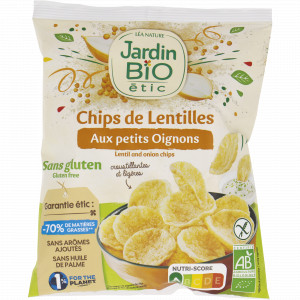 LÉA NATURE
Jardin
BiO
étic
Chips de Lentilles
Aux petits Oignons
Lentil and onion chips
croustillantes
et légères
Sans gluten
Gluten free
Garantie étic :
-70% DE MATIÈRES
GRASSES**
SANS ARÔMES
AJOUTÉS
SANS HUILE
DE PALME
1%
FOR THE
PLANET
NUTRI-SCORE
AB